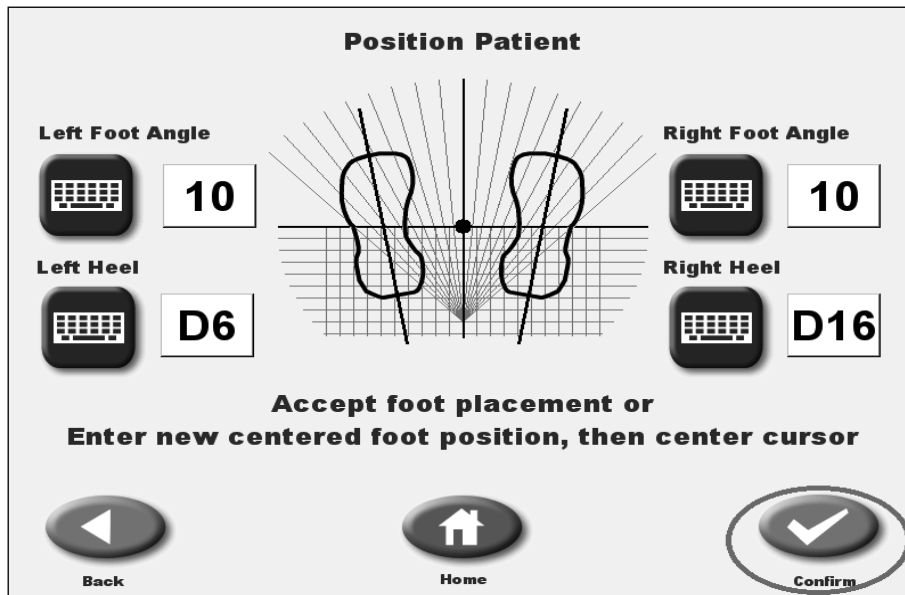 Position Patient
Left Foot Angle
10
Right Foot Angle
10
Left Heel
D6
Right Heel
D16
Accept foot placement or
Enter new centered foot position, then center cursor
Back
Home
Confirm